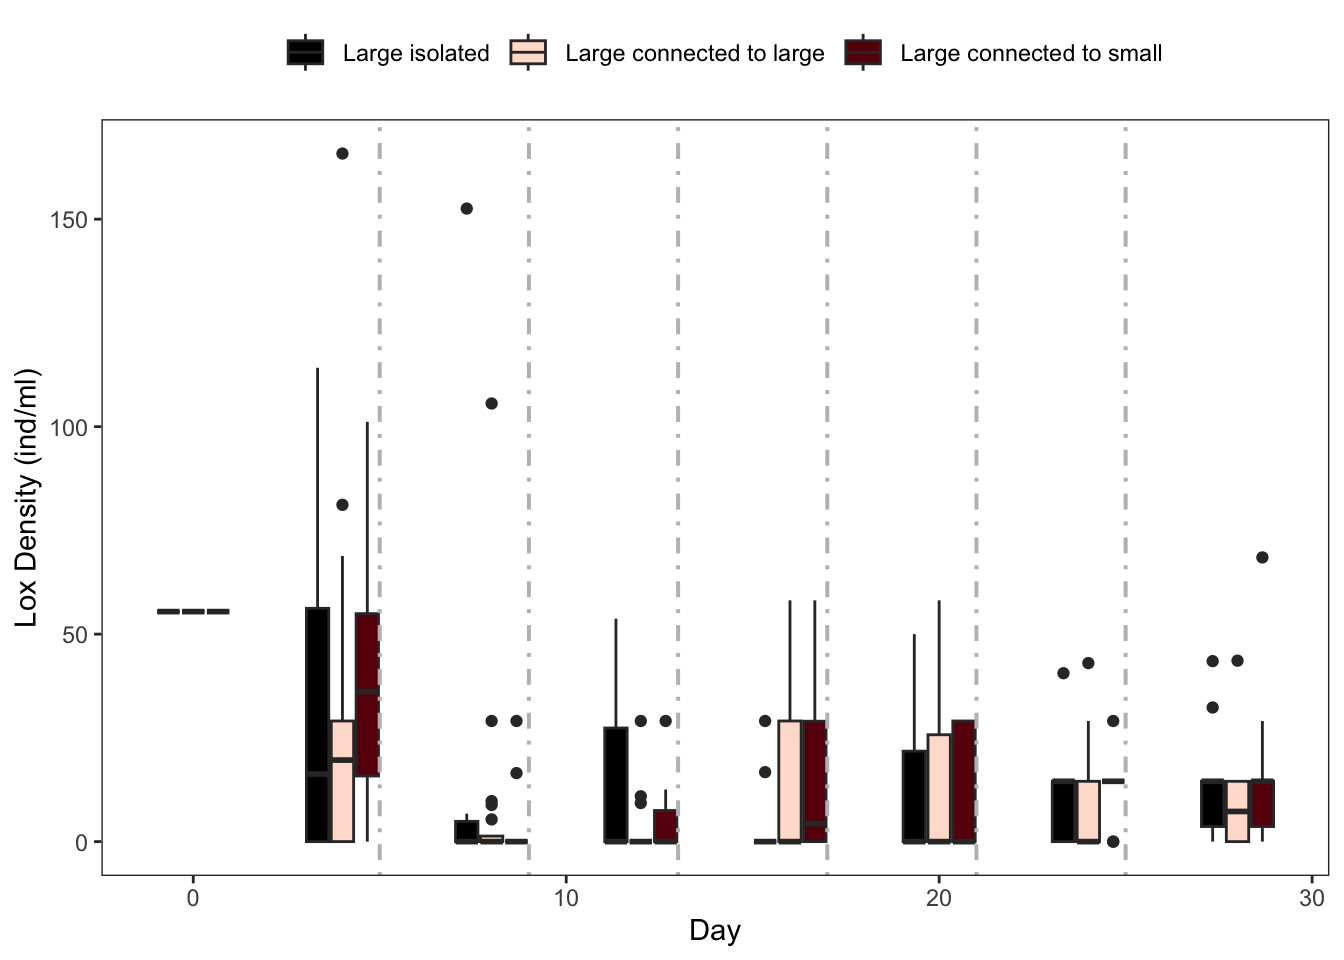 Large isolated Large connected to large Large connected to small
150
100
50
0
Lox Density (ind/ml)
0 10 20 30
Day